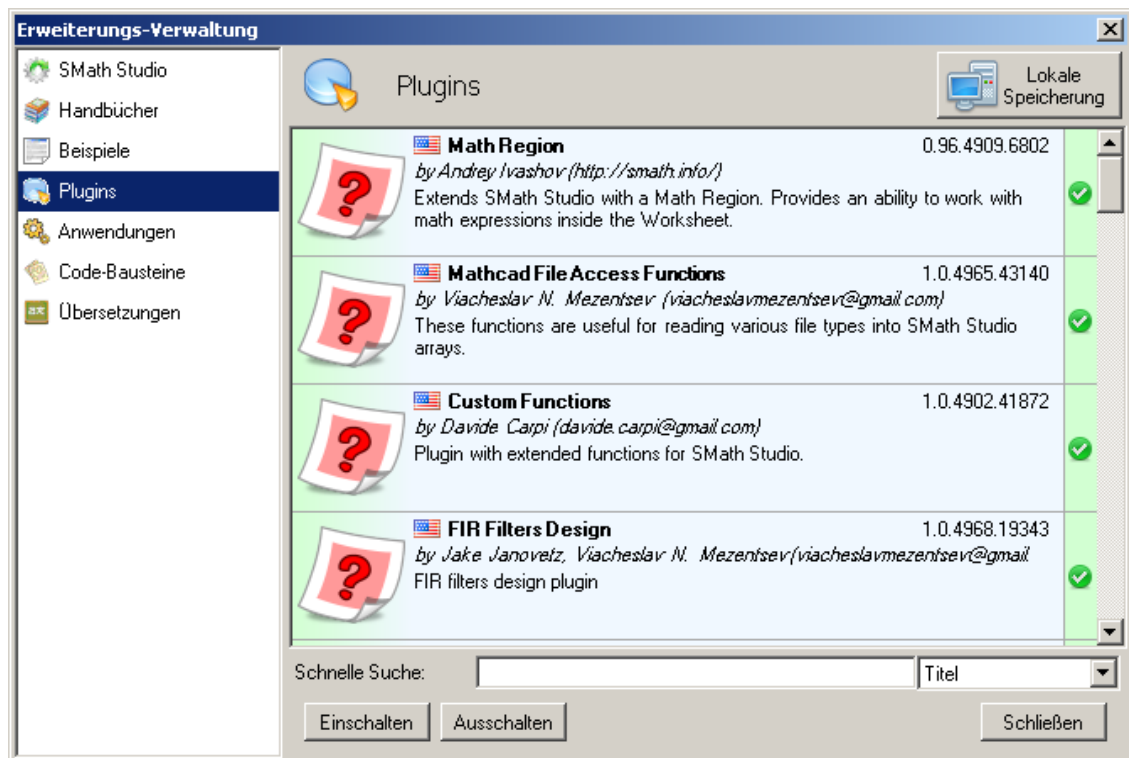 Erweiterungs-Verwaltung
SMath Studio
Handbücher
Beispiele
Plugins
Anwendungen
Code-Bausteine
Übersetzungen
Plugins
Lokale
Speicherung
Math Region 0.96.4909.6802
by Andrey Ivashov (http://smath.info/)
Extends SMath Studio with a Math Region. Provides an ability to work with
math expressions inside the Worksheet.
Mathcad File Access Functions 1.0.4965.43140
by Viacheslav N. Mezentsev (viacheslavmezentsev@gmail.com)
These functions are useful for reading various file types into SMath Studio
arrays.
Custom Functions 1.0.4902.41872
by Davide Carpi (davide.carpi@gmail.com)
Plugin with extended functions for SMath Studio.
FIR Filters Design 1.0.4968.19343
by Jake Janovetz, Viacheslav N. Mezentsev(viacheslavmezentsev@gmail.
FIR filters design plugin
Schnelle Suche: Titel
Einschalten Ausschalten Schließen